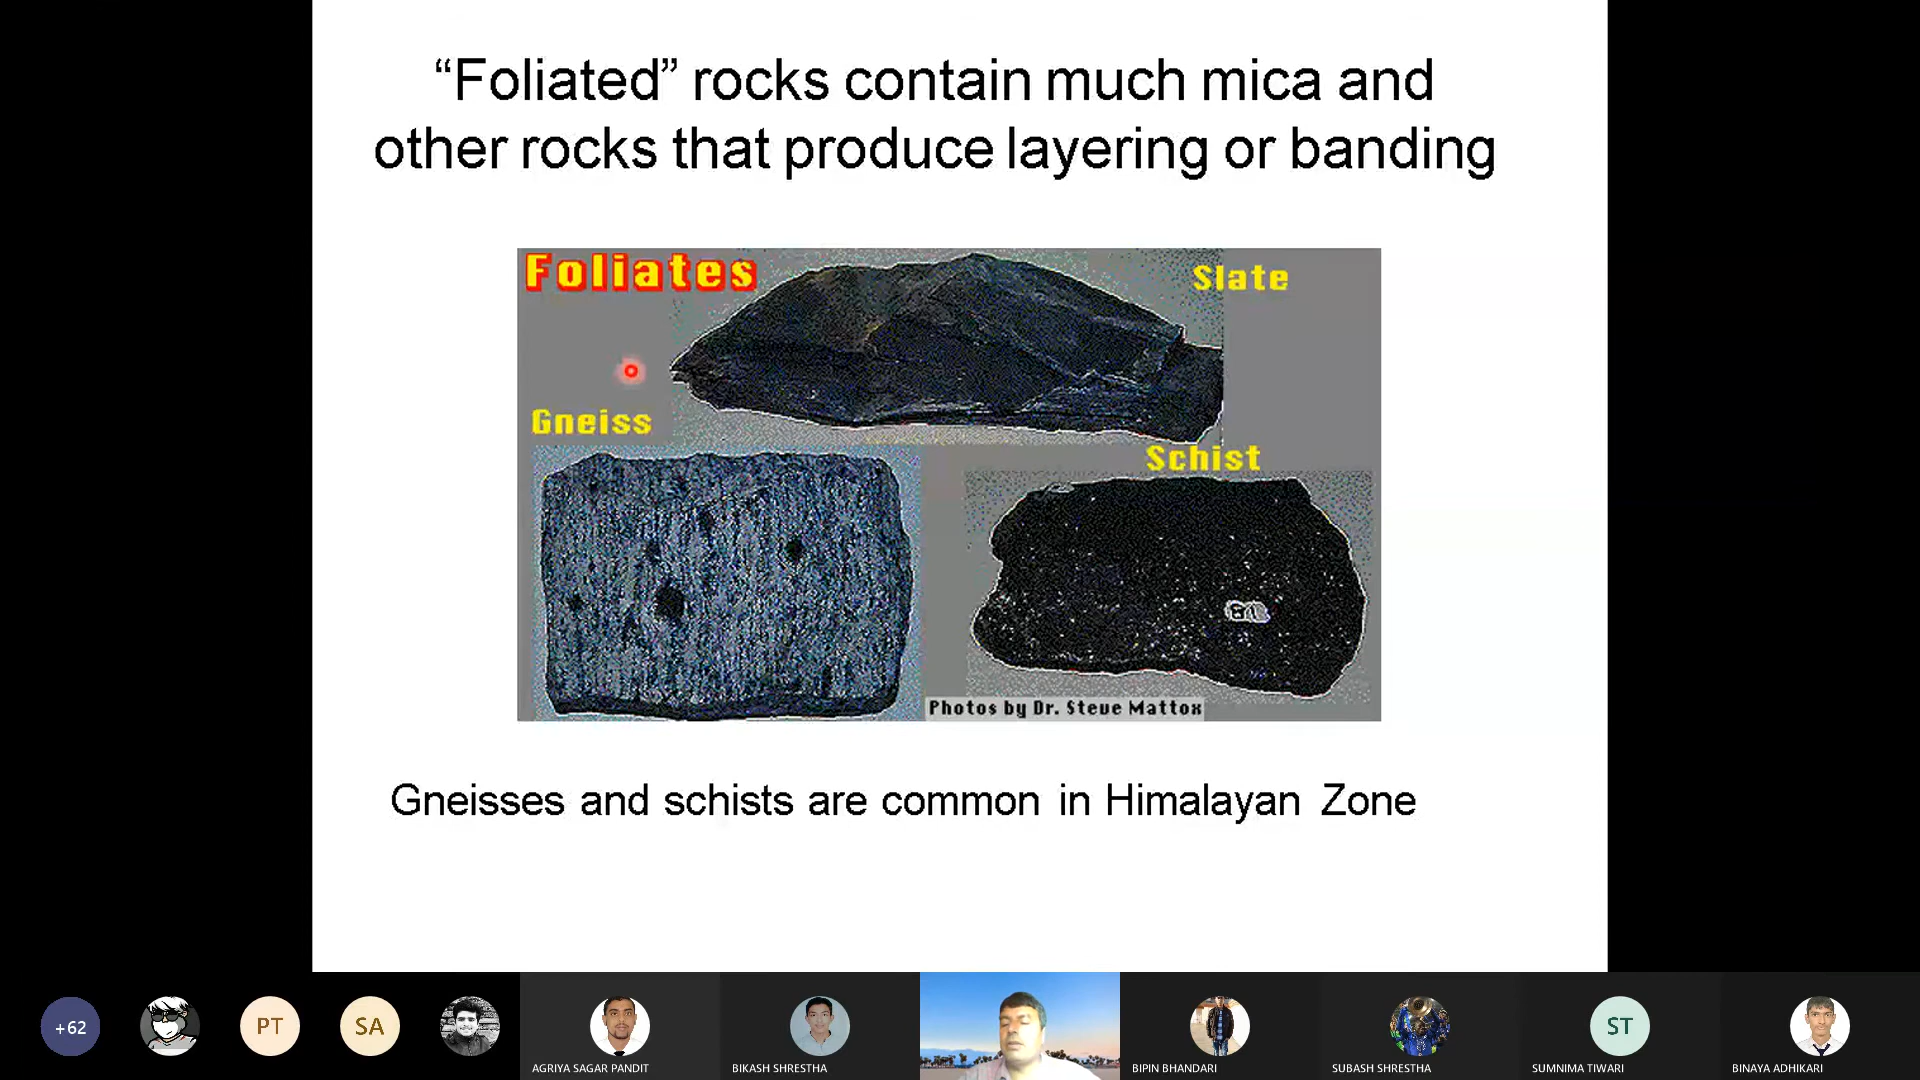 “Foliated” rocks contain much mica and
other rocks that produce layering or banding
Foliates
Slate
Gneiss
Schist
Photos by Dr. Steve Mattox
Gneisses and schists are common in Himalayan Zone
+62
PT
SA
ST
AGRIYA SAGAR PANDIT
BIKASH SHRESTHA
BIPIN BHANDARI
SUBASH SHRESTHA
SUMNIMA TIWARI
BINAYA ADHIKARI